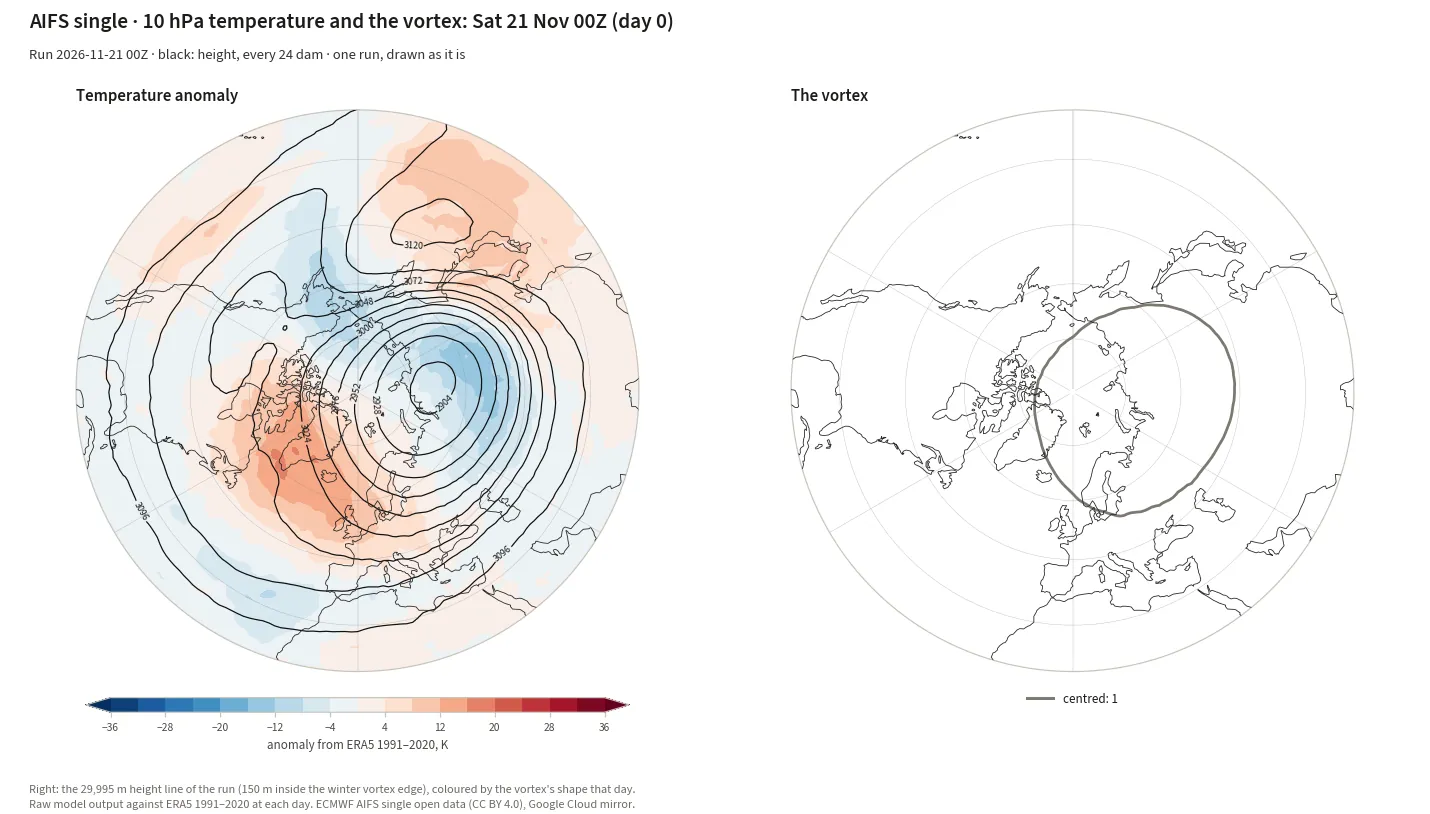 AIFS single · 10 hPa temperature and the vortex: Sat 21 Nov 00Z (day 0)
Run 2026-11-21 00Z · black: height, every 24 dam · one run, drawn as it is
Temperature anomaly
The vortex
3120
3072
3048
3000
2952
2928
2904
3096
3096
centred: 1
−36 −28 −20 −12 −4 4 12 20 28 36
anomaly from ERA5 1991–2020, K
Right: the 29,995 m height line of the run (150 m inside the winter vortex edge), coloured by the vortex's shape that day.
Raw model output against ERA5 1991–2020 at each day. ECMWF AIFS single open data (CC BY 4.0), Google Cloud mirror.